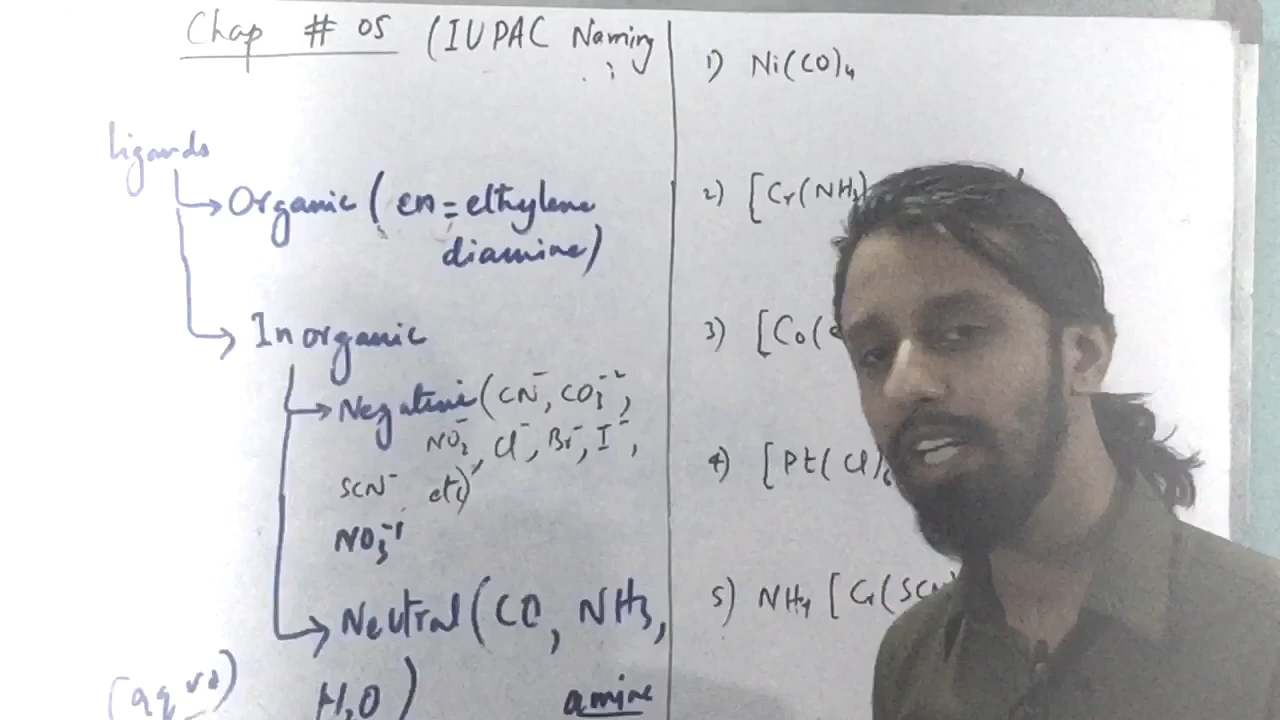 Chap # 05 (IUPAC Naming
ligands
Organic (en=ethylene
diamine)
Inorganic
Negative (CN⁻, CO₃⁻²,
NO₂⁻, Cl⁻, Br⁻, I⁻,
SCN⁻ etc)
NO₃⁻¹
Neutral (CO, NH₃,
H₂O)
amine
1) Ni(CO)₄
2) [Cr(NH₃)
3) [Co(
4) [Pt(Cl)₆
5) NH₄ [Cr(SCN)